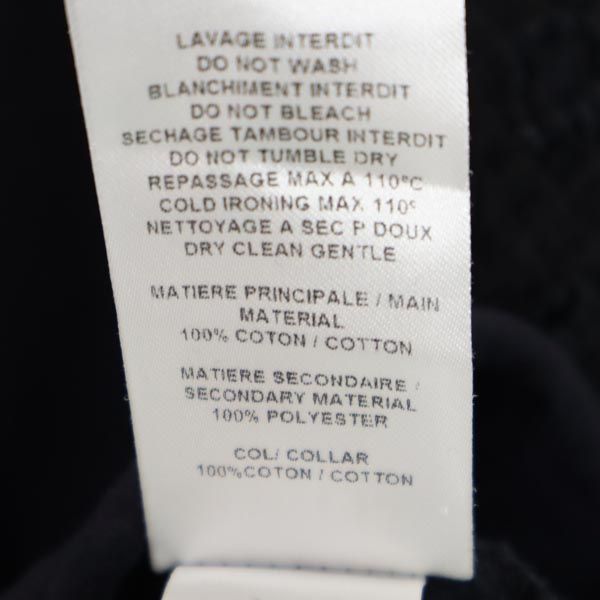 LAVAGE INTERDIT
DO NOT WASH
BLANCHIMENT INTERDIT
DO NOT BLEACH
SECHAGE TAMBOUR INTERDIT
DO NOT TUMBLE DRY
REPASSAGE MAX A 110°C
COLD IRONING MAX 110°
NETTOYAGE A SEC P DOUX
DRY CLEAN GENTLE
MATIERE PRINCIPALE / MAIN
MATERIAL
100% COTON / COTTON
MATIERE SECONDAIRE /
SECONDARY MATERIAL
100% POLYESTER
COL/ COLLAR
100%COTON / COTTON